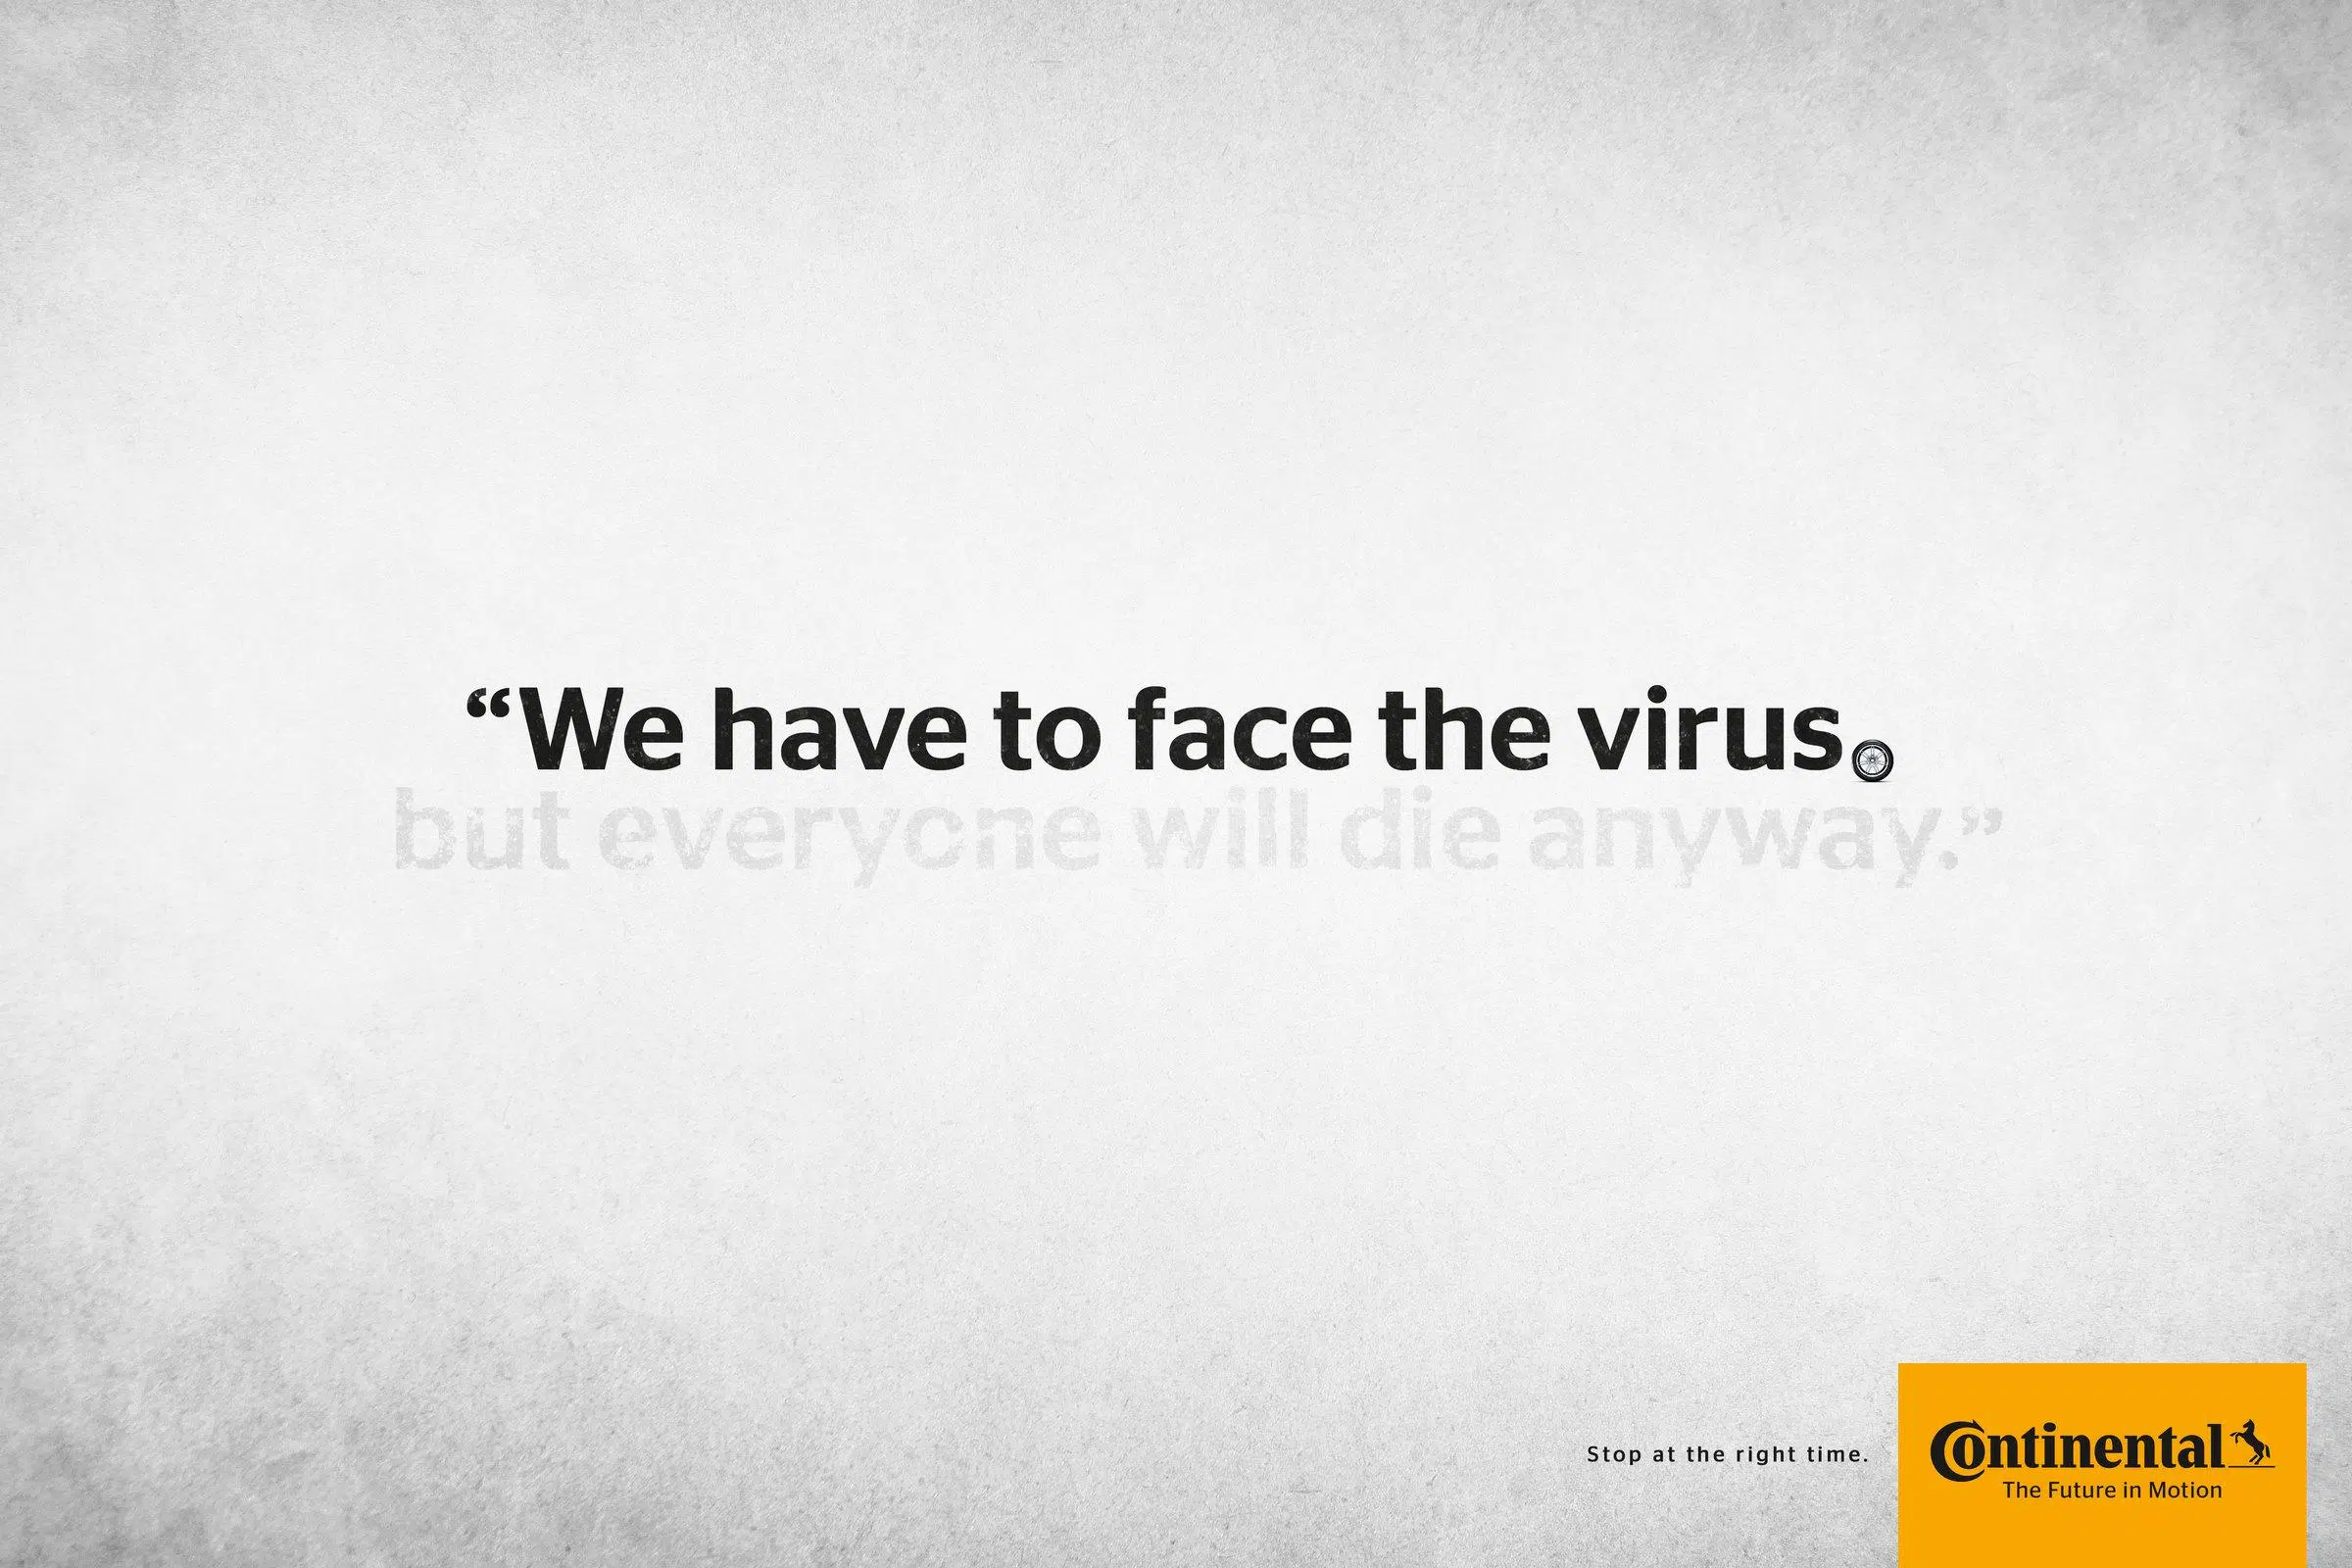 “We have to face the virus.
but everyone will die anyway.”
Stop at the right time.
Continental
The Future in Motion